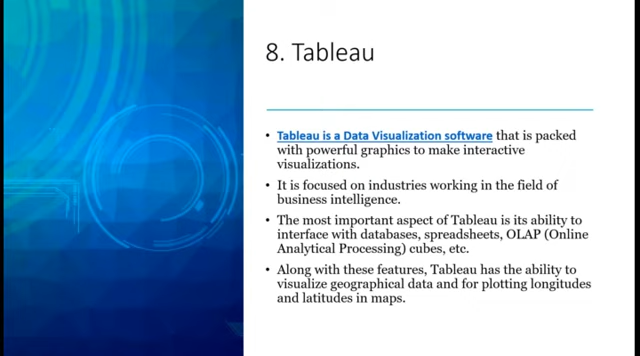 8. Tableau
• Tableau is a Data Visualization software that is packed
with powerful graphics to make interactive
visualizations.
• It is focused on industries working in the field of
business intelligence.
• The most important aspect of Tableau is its ability to
interface with databases, spreadsheets, OLAP (Online
Analytical Processing) cubes, etc.
• Along with these features, Tableau has the ability to
visualize geographical data and for plotting longitudes
and latitudes in maps.